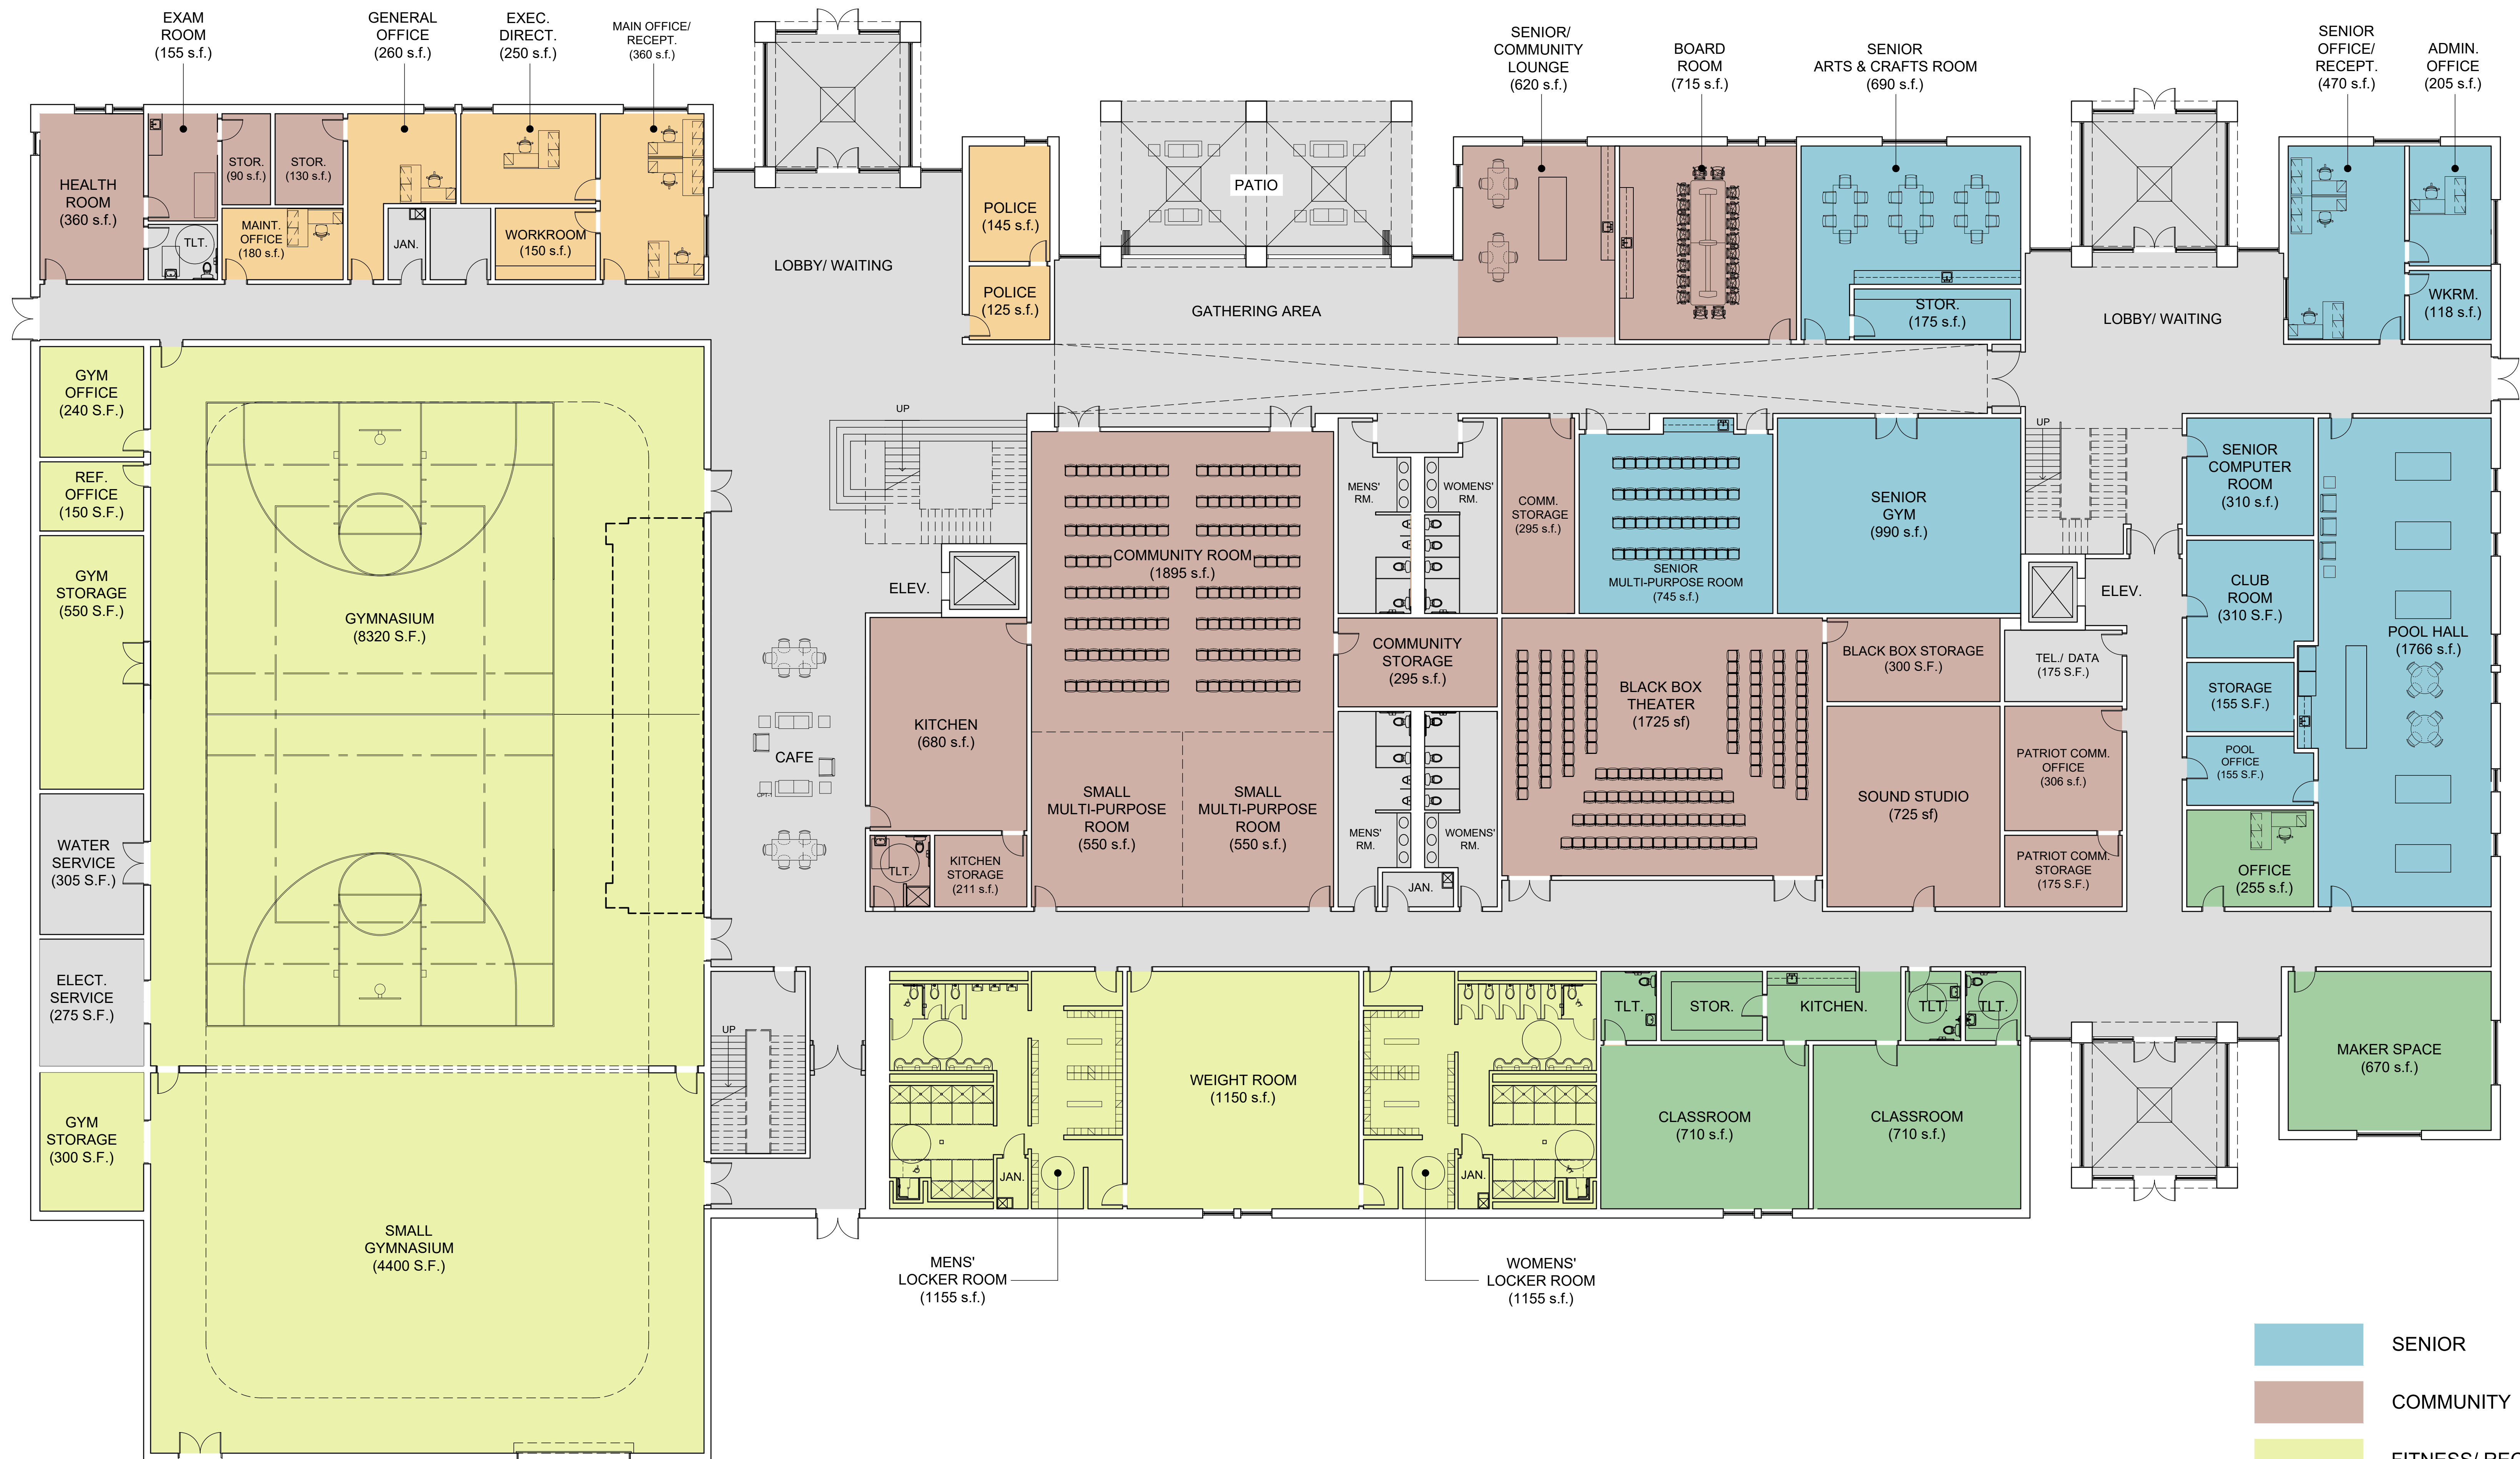 EXAM
ROOM
(155 s.f.)
GENERAL
OFFICE
(260 s.f.)
EXEC.
DIRECT.
(250 s.f.)
MAIN OFFICE/
RECEPT.
(360 s.f.)
SENIOR/
COMMUNITY
LOUNGE
(620 s.f.)
BOARD
ROOM
(715 s.f.)
SENIOR
ARTS & CRAFTS ROOM
(690 s.f.)
SENIOR
OFFICE/
RECEPT.
(470 s.f.)
ADMIN.
OFFICE
(205 s.f.)
HEALTH
ROOM
(360 s.f.)
STOR.
(90 s.f.)
STOR.
(130 s.f.)
TLT.
MAINT.
OFFICE
(180 s.f.)
JAN.
WORKROOM
(150 s.f.)
LOBBY/ WAITING
POLICE
(145 s.f.)
POLICE
(125 s.f.)
PATIO
GATHERING AREA
STOR.
(175 s.f.)
LOBBY/ WAITING
WKRM.
(118 s.f.)
GYM
OFFICE
(240 S.F.)
REF.
OFFICE
(150 S.F.)
GYM
STORAGE
(550 S.F.)
GYMNASIUM
(8320 S.F.)
WATER
SERVICE
(305 S.F.)
ELECT.
SERVICE
(275 S.F.)
GYM
STORAGE
(300 S.F.)
SMALL
GYMNASIUM
(4400 S.F.)
UP
ELEV.
CAFE
CPT-1
KITCHEN
(680 s.f.)
TLT.
KITCHEN
STORAGE
(211 s.f.)
COMMUNITY ROOM
(1895 s.f.)
SMALL
MULTI-PURPOSE
ROOM
(550 s.f.)
SMALL
MULTI-PURPOSE
ROOM
(550 s.f.)
MENS'
RM.
WOMENS'
RM.
COMMUNITY
STORAGE
(295 s.f.)
MENS'
RM.
WOMENS'
RM.
JAN.
COMM.
STORAGE
(295 s.f.)
SENIOR
MULTI-PURPOSE ROOM
(745 s.f.)
SENIOR
GYM
(990 s.f.)
BLACK BOX
THEATER
(1725 sf)
BLACK BOX STORAGE
(300 S.F.)
SOUND STUDIO
(725 sf)
UP
ELEV.
TEL./ DATA
(175 S.F.)
PATRIOT COMM.
OFFICE
(306 s.f.)
PATRIOT COMM.
STORAGE
(175 S.F.)
SENIOR
COMPUTER
ROOM
(310 s.f.)
CLUB
ROOM
(310 S.F.)
STORAGE
(155 S.F.)
POOL
OFFICE
(155 S.F.)
OFFICE
(255 s.f.)
POOL HALL
(1766 s.f.)
UP
JAN.
WEIGHT ROOM
(1150 s.f.)
JAN.
TLT.
STOR.
KITCHEN.
TLT.
TLT.
CLASSROOM
(710 s.f.)
CLASSROOM
(710 s.f.)
MAKER SPACE
(670 s.f.)
MENS'
LOCKER ROOM
(1155 s.f.)
WOMENS'
LOCKER ROOM
(1155 s.f.)
SENIOR
COMMUNITY